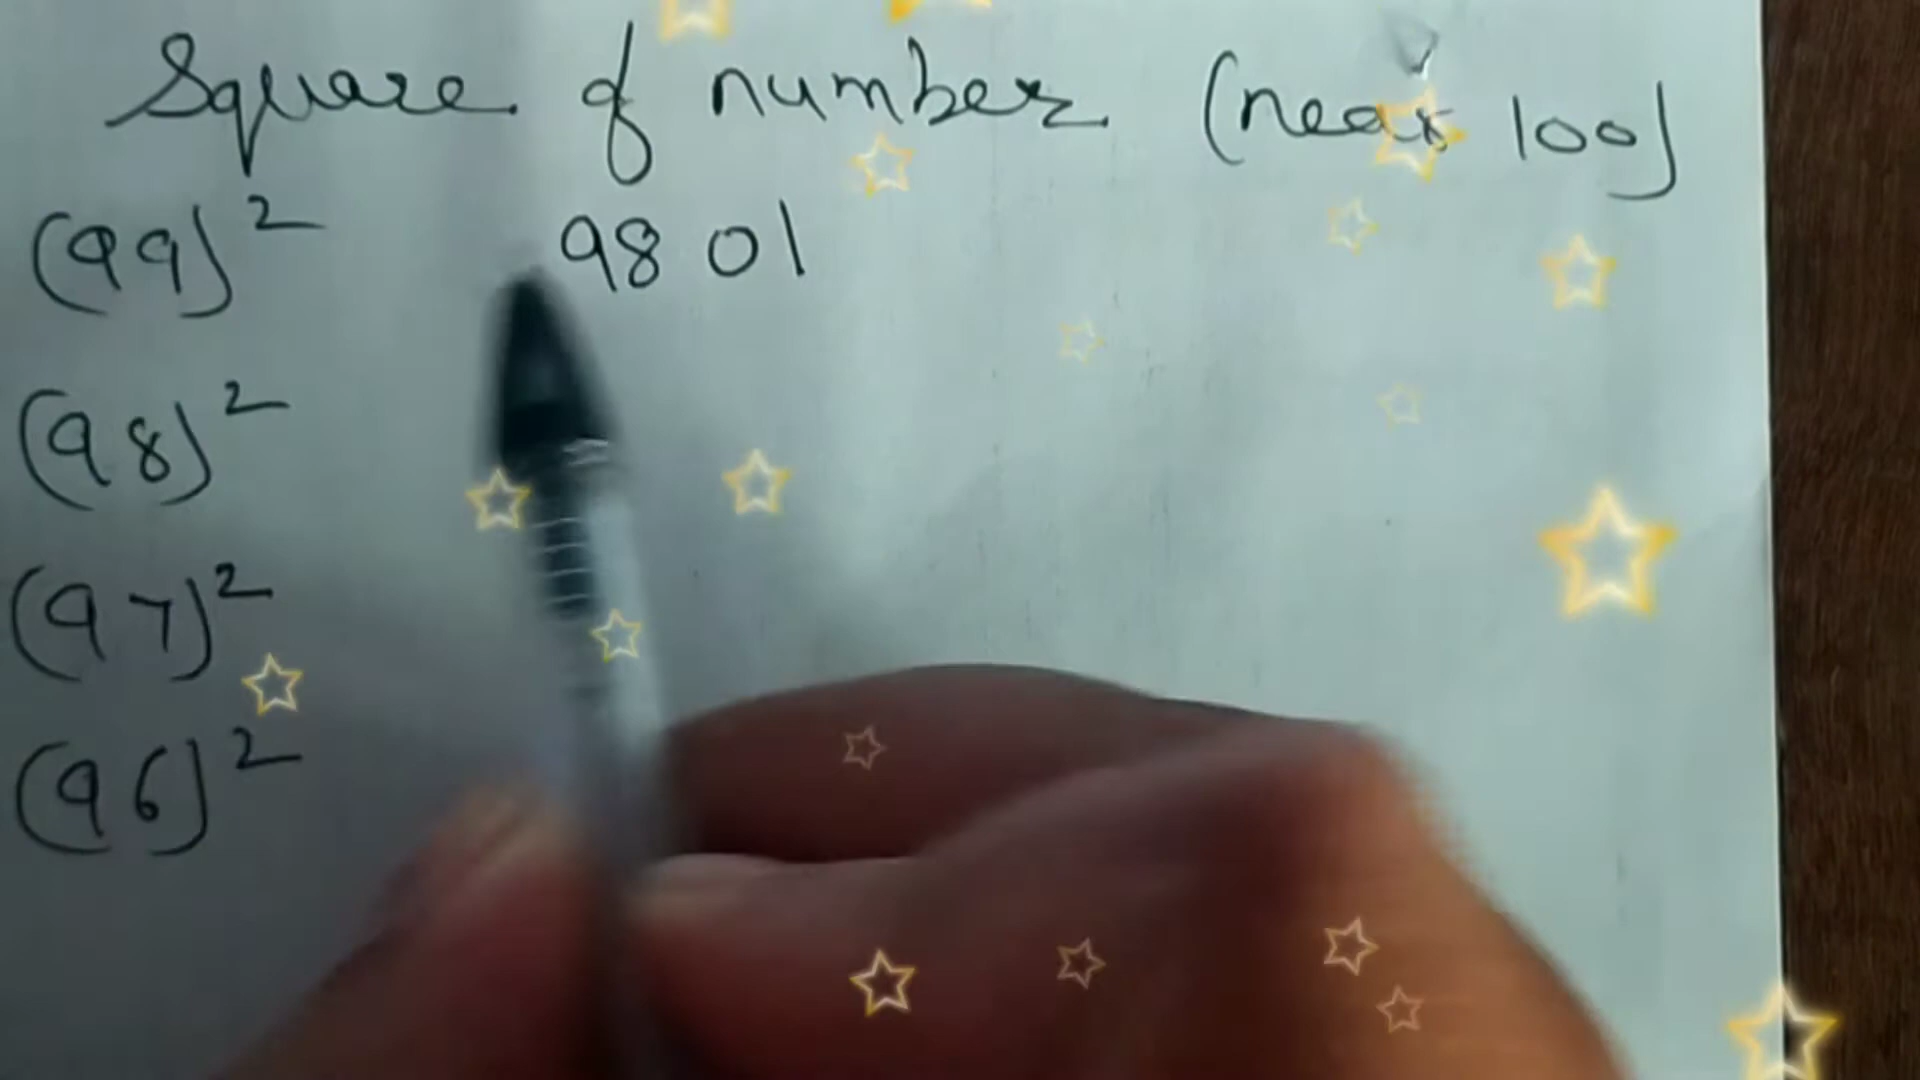 Square of number (near 100)
(99)² 9801
(98)²
(97)²
(96)²